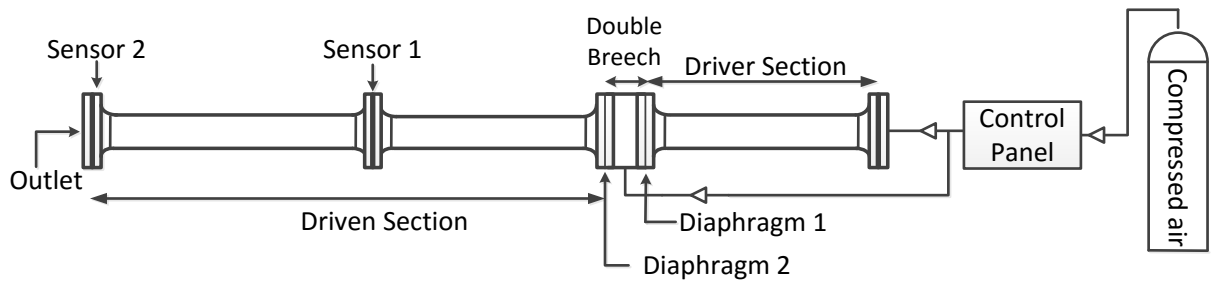 Sensor 2
Sensor 1
Double
Breech
Driver Section
Control
Panel
Compressed air
Outlet
Driven Section
Diaphragm 1
Diaphragm 2